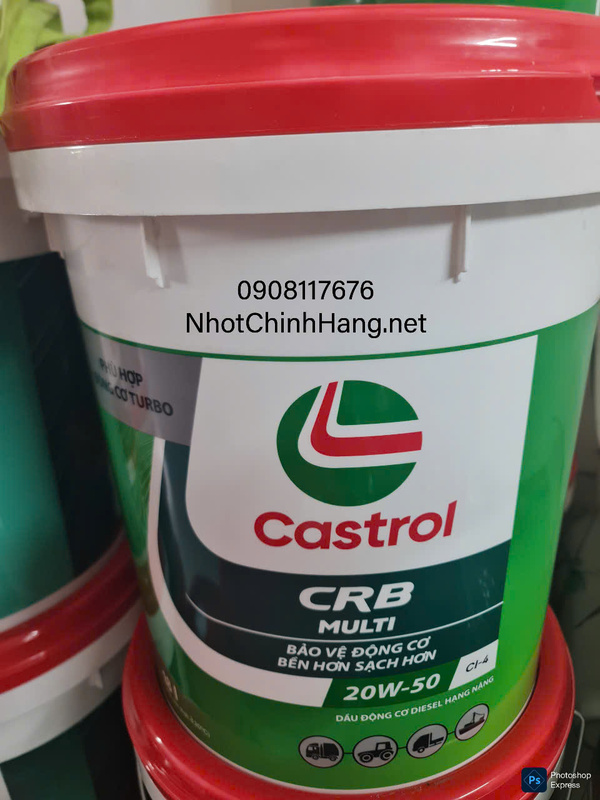 0908117676
NhotChinhHang.net
PHÙ HỢP
ĐỘNG CƠ TURBO
Castrol
CRB
MULTI
BẢO VỆ ĐỘNG CƠ
BỀN HƠN SẠCH HƠN
CI-4
20W-50
DẦU ĐỘNG CƠ DIESEL HẠNG NẶNG
Ps
Photoshop
Express